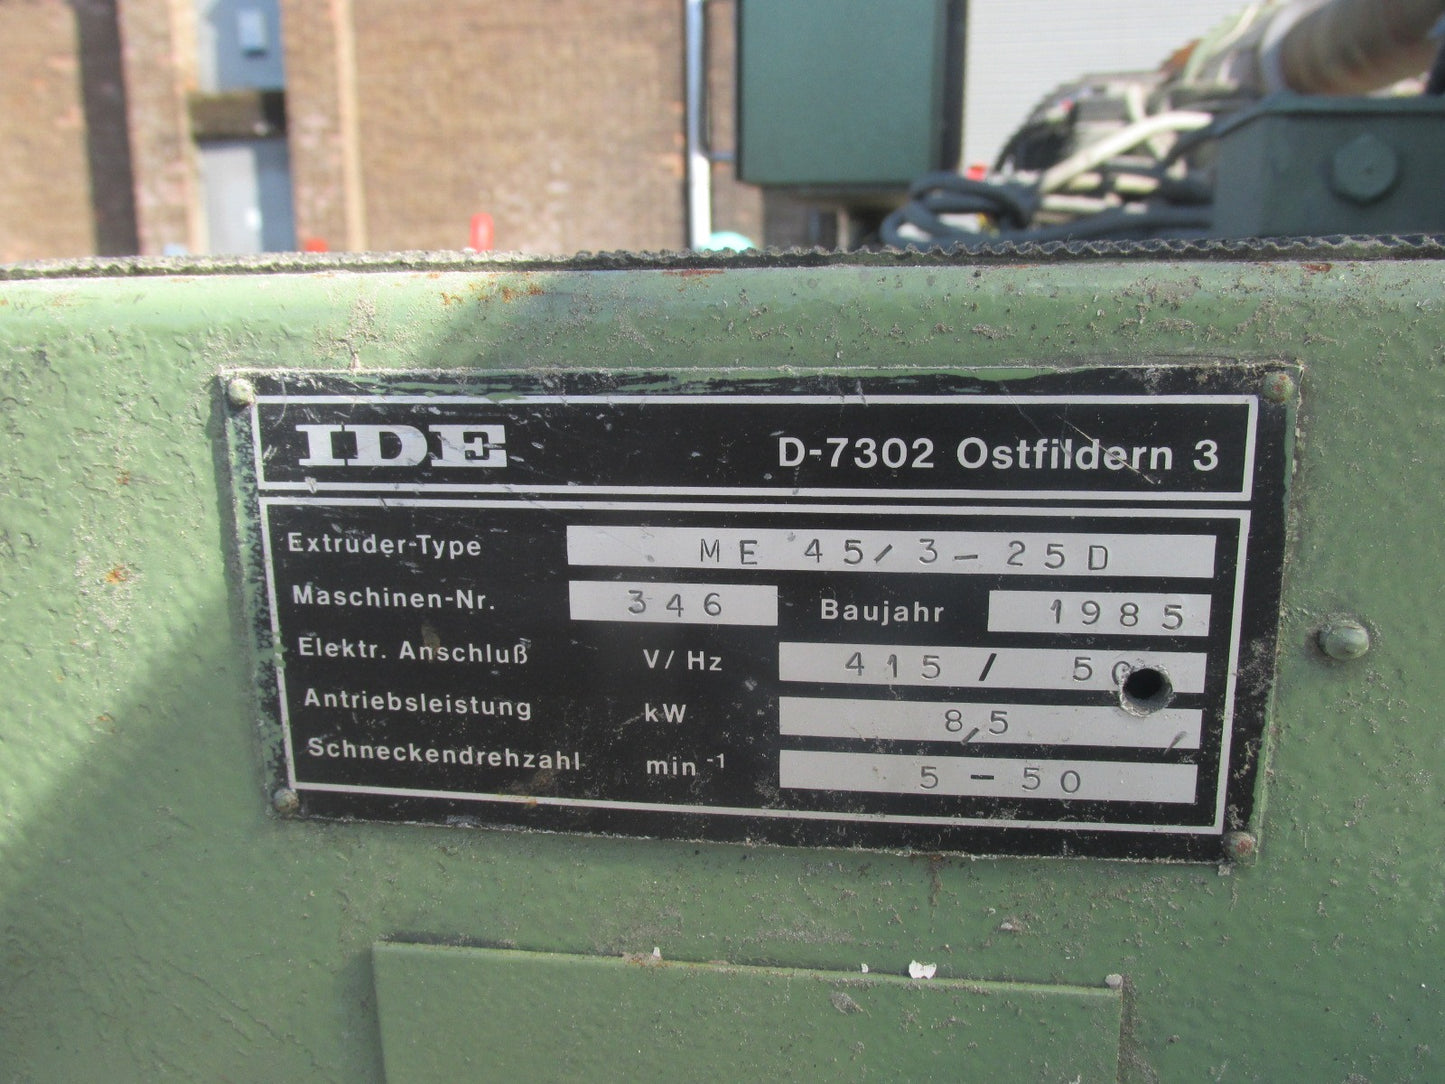 IDE D-7302 Ostfildern 3
Extruder-Type ME 45/3-25D
Maschinen-Nr. 346 Baujahr 1985
Elektr. Anschluß V/Hz 415 / 50
Antriebsleistung kW 8,5
Schneckendrehzahl min-1 5-50